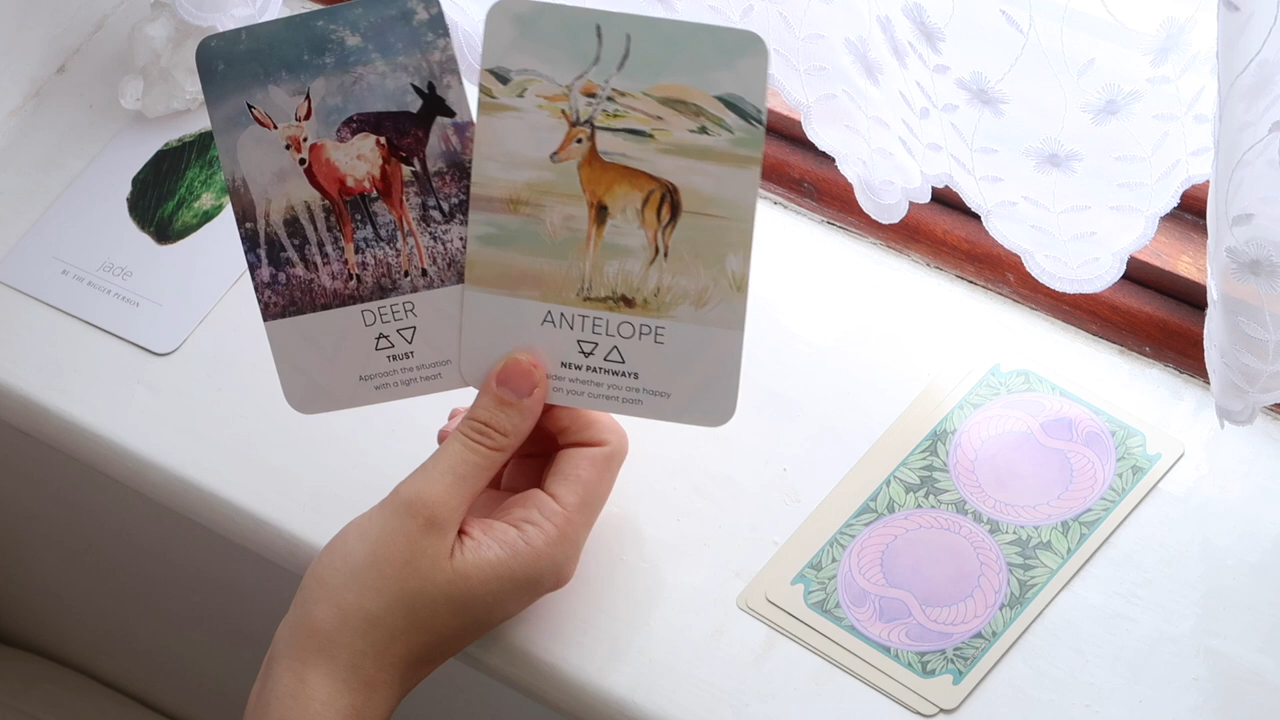 jade
BE THE BIGGER PERSON
DEER
TRUST
Approach the situation
with a light heart
ANTELOPE
NEW PATHWAYS
whether you are happy
on your current path